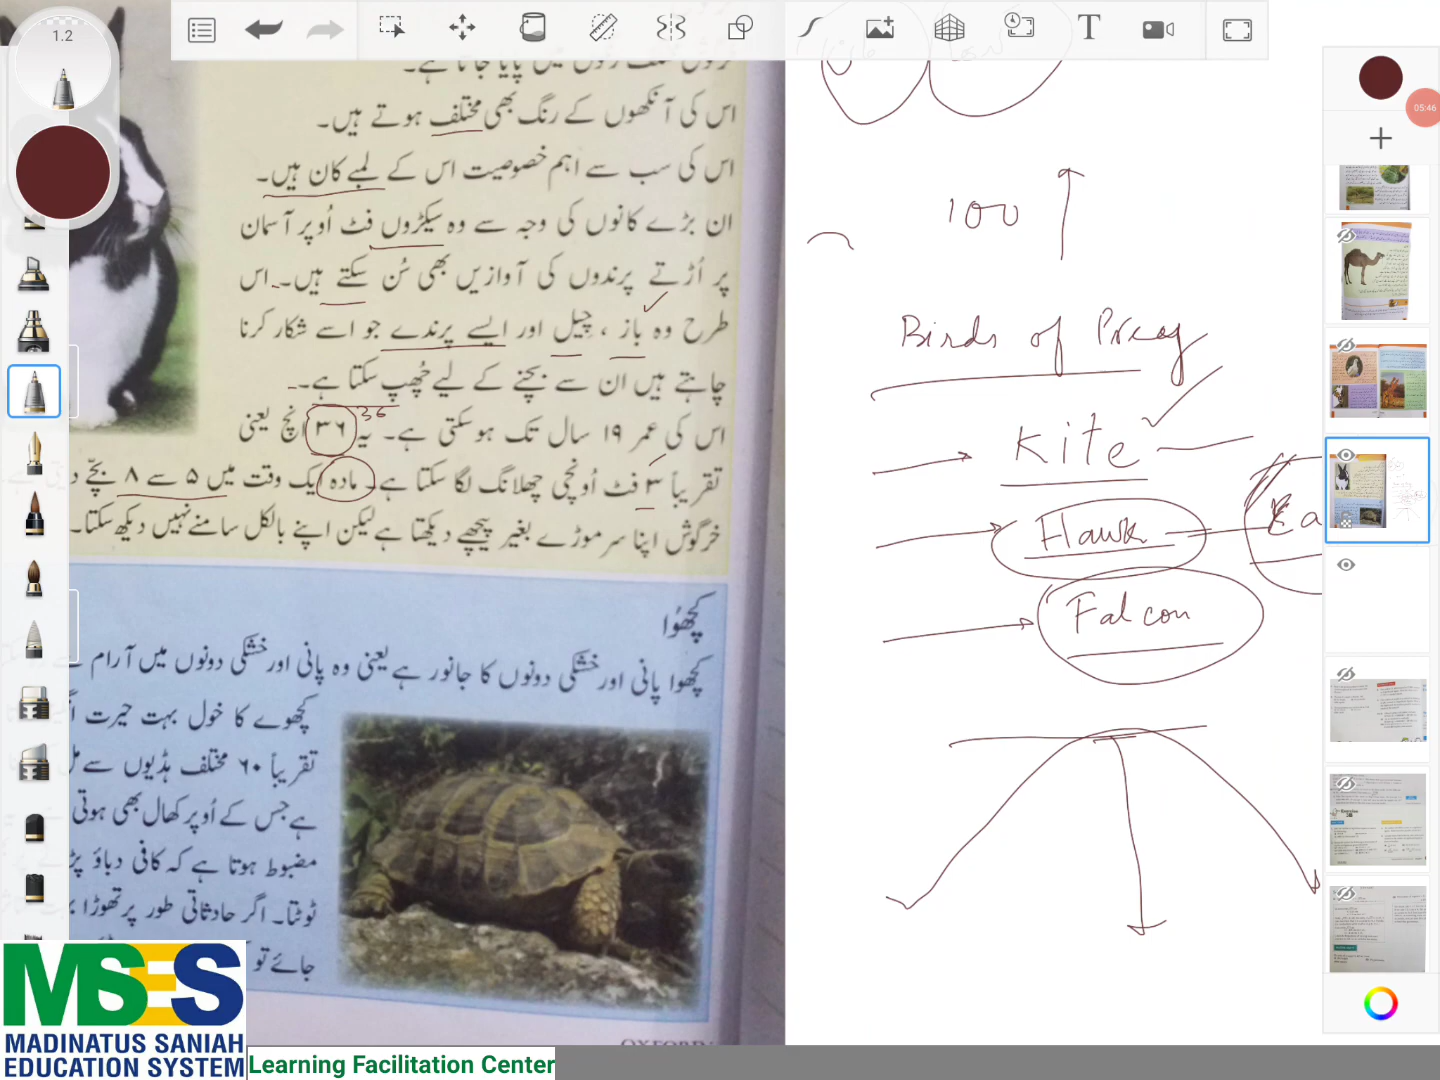 1.2
05:46
اس کی آنکھوں کے رنگ بھی مختلف ہوتے ہیں۔
اس کی سب سے اہم خصوصیت اس کے لمبے کان ہیں۔
ان بڑے کانوں کی وجہ سے وہ سیکڑوں فٹ اُوپر آسمان
پر اُڑتے پرندوں کی آوازیں بھی سُن سکتے ہیں۔ اس
طرح وہ باز ، چیل اور ایسے پرندے جو اسے شکار کرنا
چاہتے ہیں ان سے بچنے کے لیے چُھپ سکتا ہے۔
36
اس کی عمر ۱۹ سال تک ہوسکتی ہے۔ یہ ۳۶ انچ یعنی
تقریباً ۳ فٹ اُونچی چھلانگ لگا سکتا ہے۔ مادہ ایک وقت میں ۵ سے ۸ بچّے
خرگوش اپنا سر موڑے بغیر پیچھے دیکھتا ہے لیکن اپنے بالکل سامنے نہیں دیکھ سکتا۔
کچھوا
کچھوا پانی اور خشکی دونوں کا جانور ہے یعنی وہ پانی اور خشکی دونوں میں آرام
کچھوے کا خول بہت حیرت
تقریباً ۶۰ مختلف ہڈیوں سے
ہے جس کے اُوپر کھال بھی ہوتی
مضبوط ہوتا ہے کہ کافی دباؤ
ٹوٹتا۔ اگر حادثاتی طور پر تھوڑا
جائے تو
100
Birds of Prey
Kite
Hawk
Falcon
MSES
MADINATUS SANIAH
EDUCATION SYSTEM
Learning Facilitation Center